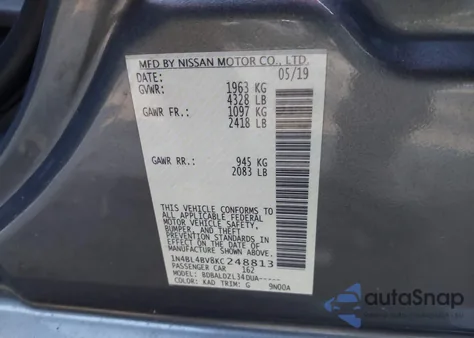 MFD BY NISSAN MOTOR CO., LTD.
DATE: 05/19
GVWR: 1963 KG
4328 LB
GAWR FR.: 1097 KG
2418 LB
GAWR RR.: 945 KG
2083 LB
THIS VEHICLE CONFORMS TO ALL
APPLICABLE FEDERAL MOTOR VEHICLE SAFETY,
BUMPER, AND THEFT PREVENTION STANDARDS
IN EFFECT ON THE DATE OF
MANUFACTURE SHOWN ABOVE.
1N4BL4BV8KC248813
PASSENGER CAR 162
MODEL: BDBALDZL34DUA-----
COLOR: KAD TRIM: G 9N00A
autoSnap